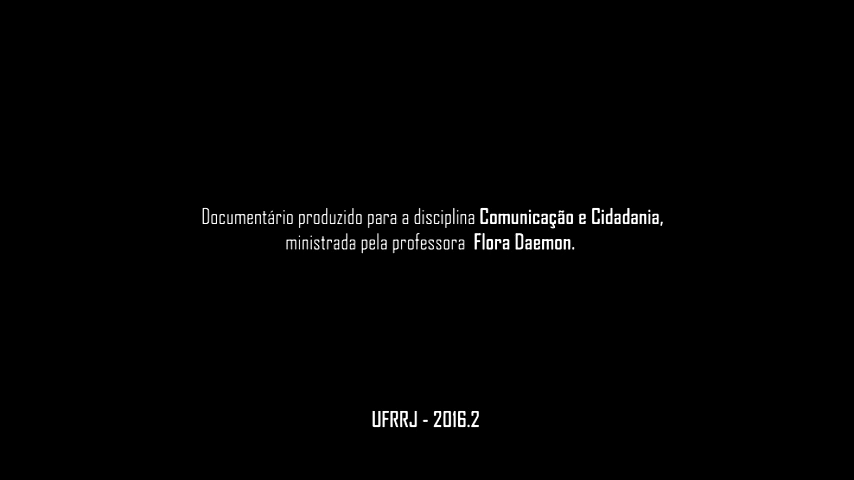 Documentário produzido para a disciplina Comunicação e Cidadania,
ministrada pela professora Flora Daemon.
UFRRJ - 2016.2